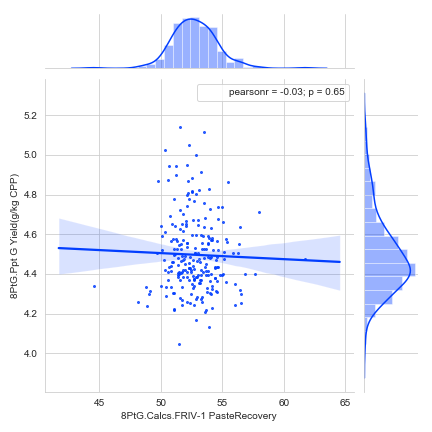 pearsonr = -0.03; p = 0.65
8PtG.Ppt G Yield(g/kg CPP)
5.2
5.0
4.8
4.6
4.4
4.2
4.0
45 50 55 60 65
8PtG.Calcs.FRIV-1 PasteRecovery